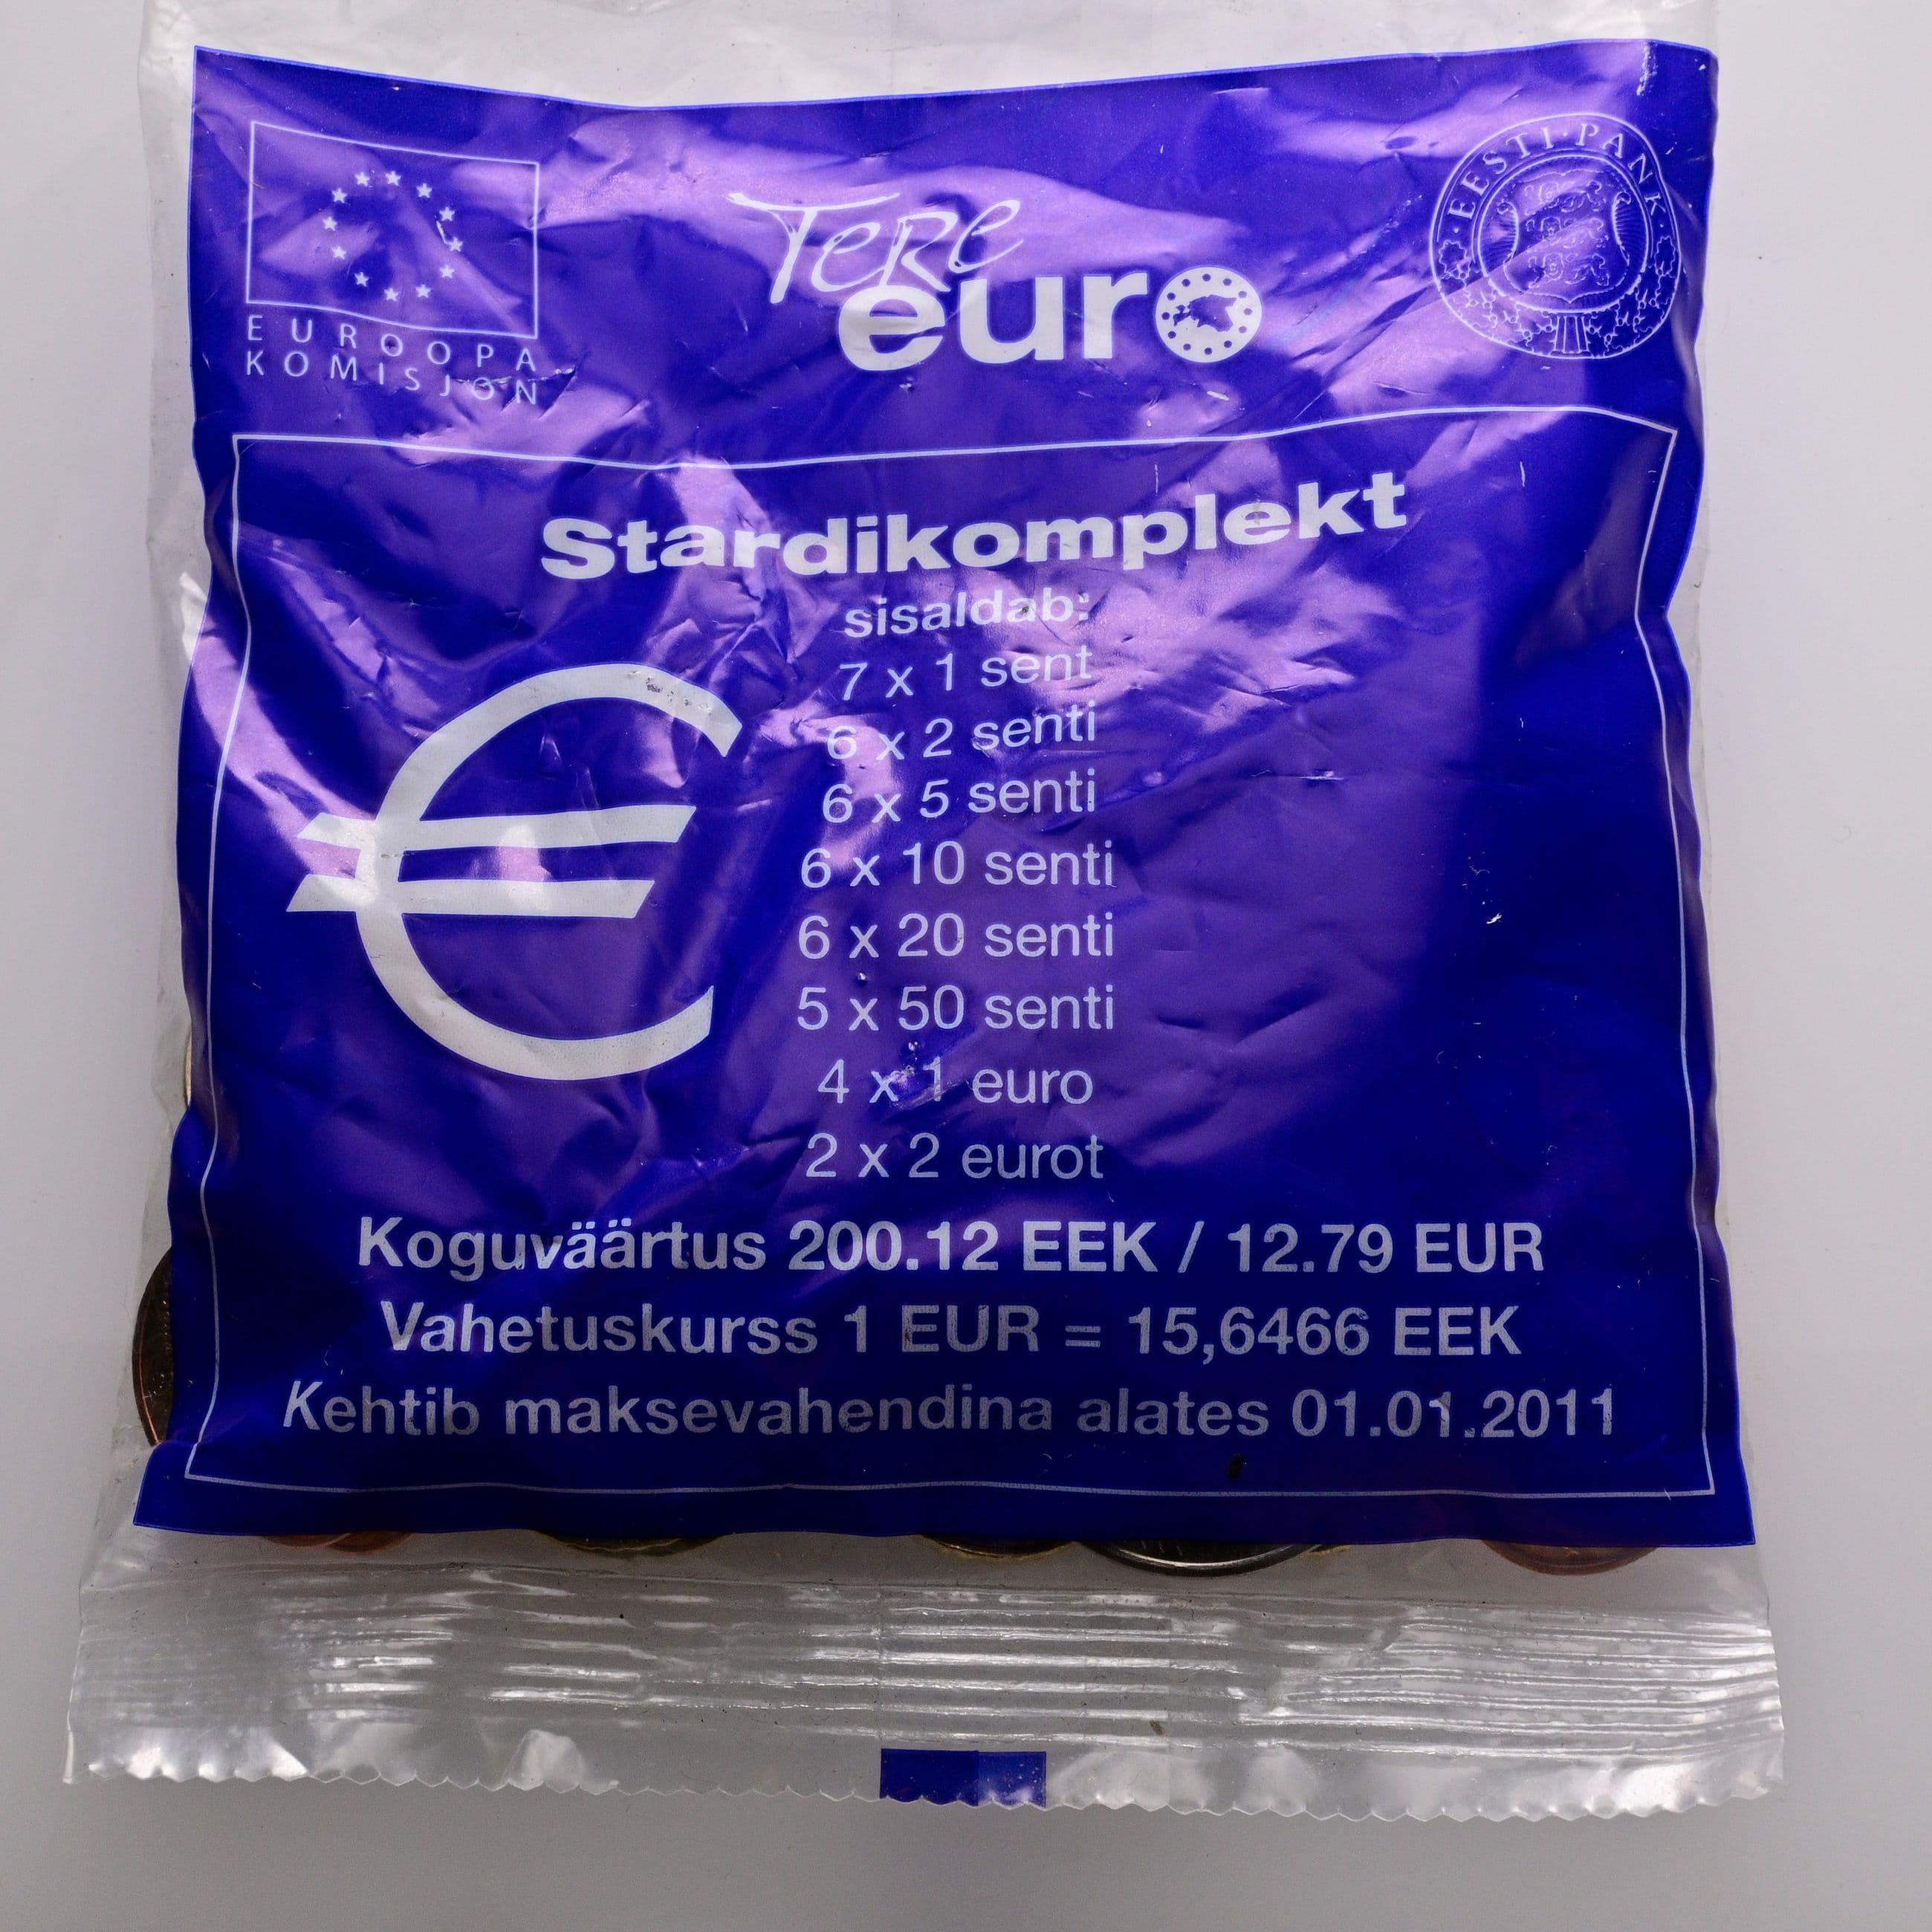 EUROOPA
KOMISJON
Tere
euro
EESTI PANK
Stardikomplekt
sisaldab:
7 x 1 sent
6 x 2 senti
6 x 5 senti
6 x 10 senti
6 x 20 senti
5 x 50 senti
4 x 1 euro
2 x 2 eurot
€
Koguväärtus 200.12 EEK / 12.79 EUR
Vahetuskurss 1 EUR = 15,6466 EEK
Kehtib maksevahendina alates 01.01.2011